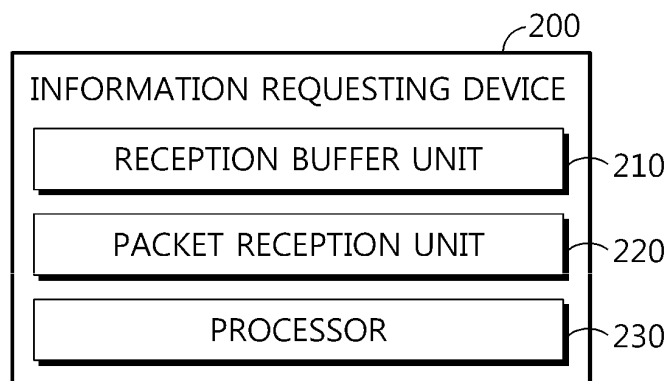 200
INFORMATION REQUESTING DEVICE
RECEPTION BUFFER UNIT 210
PACKET RECEPTION UNIT 220
PROCESSOR 230